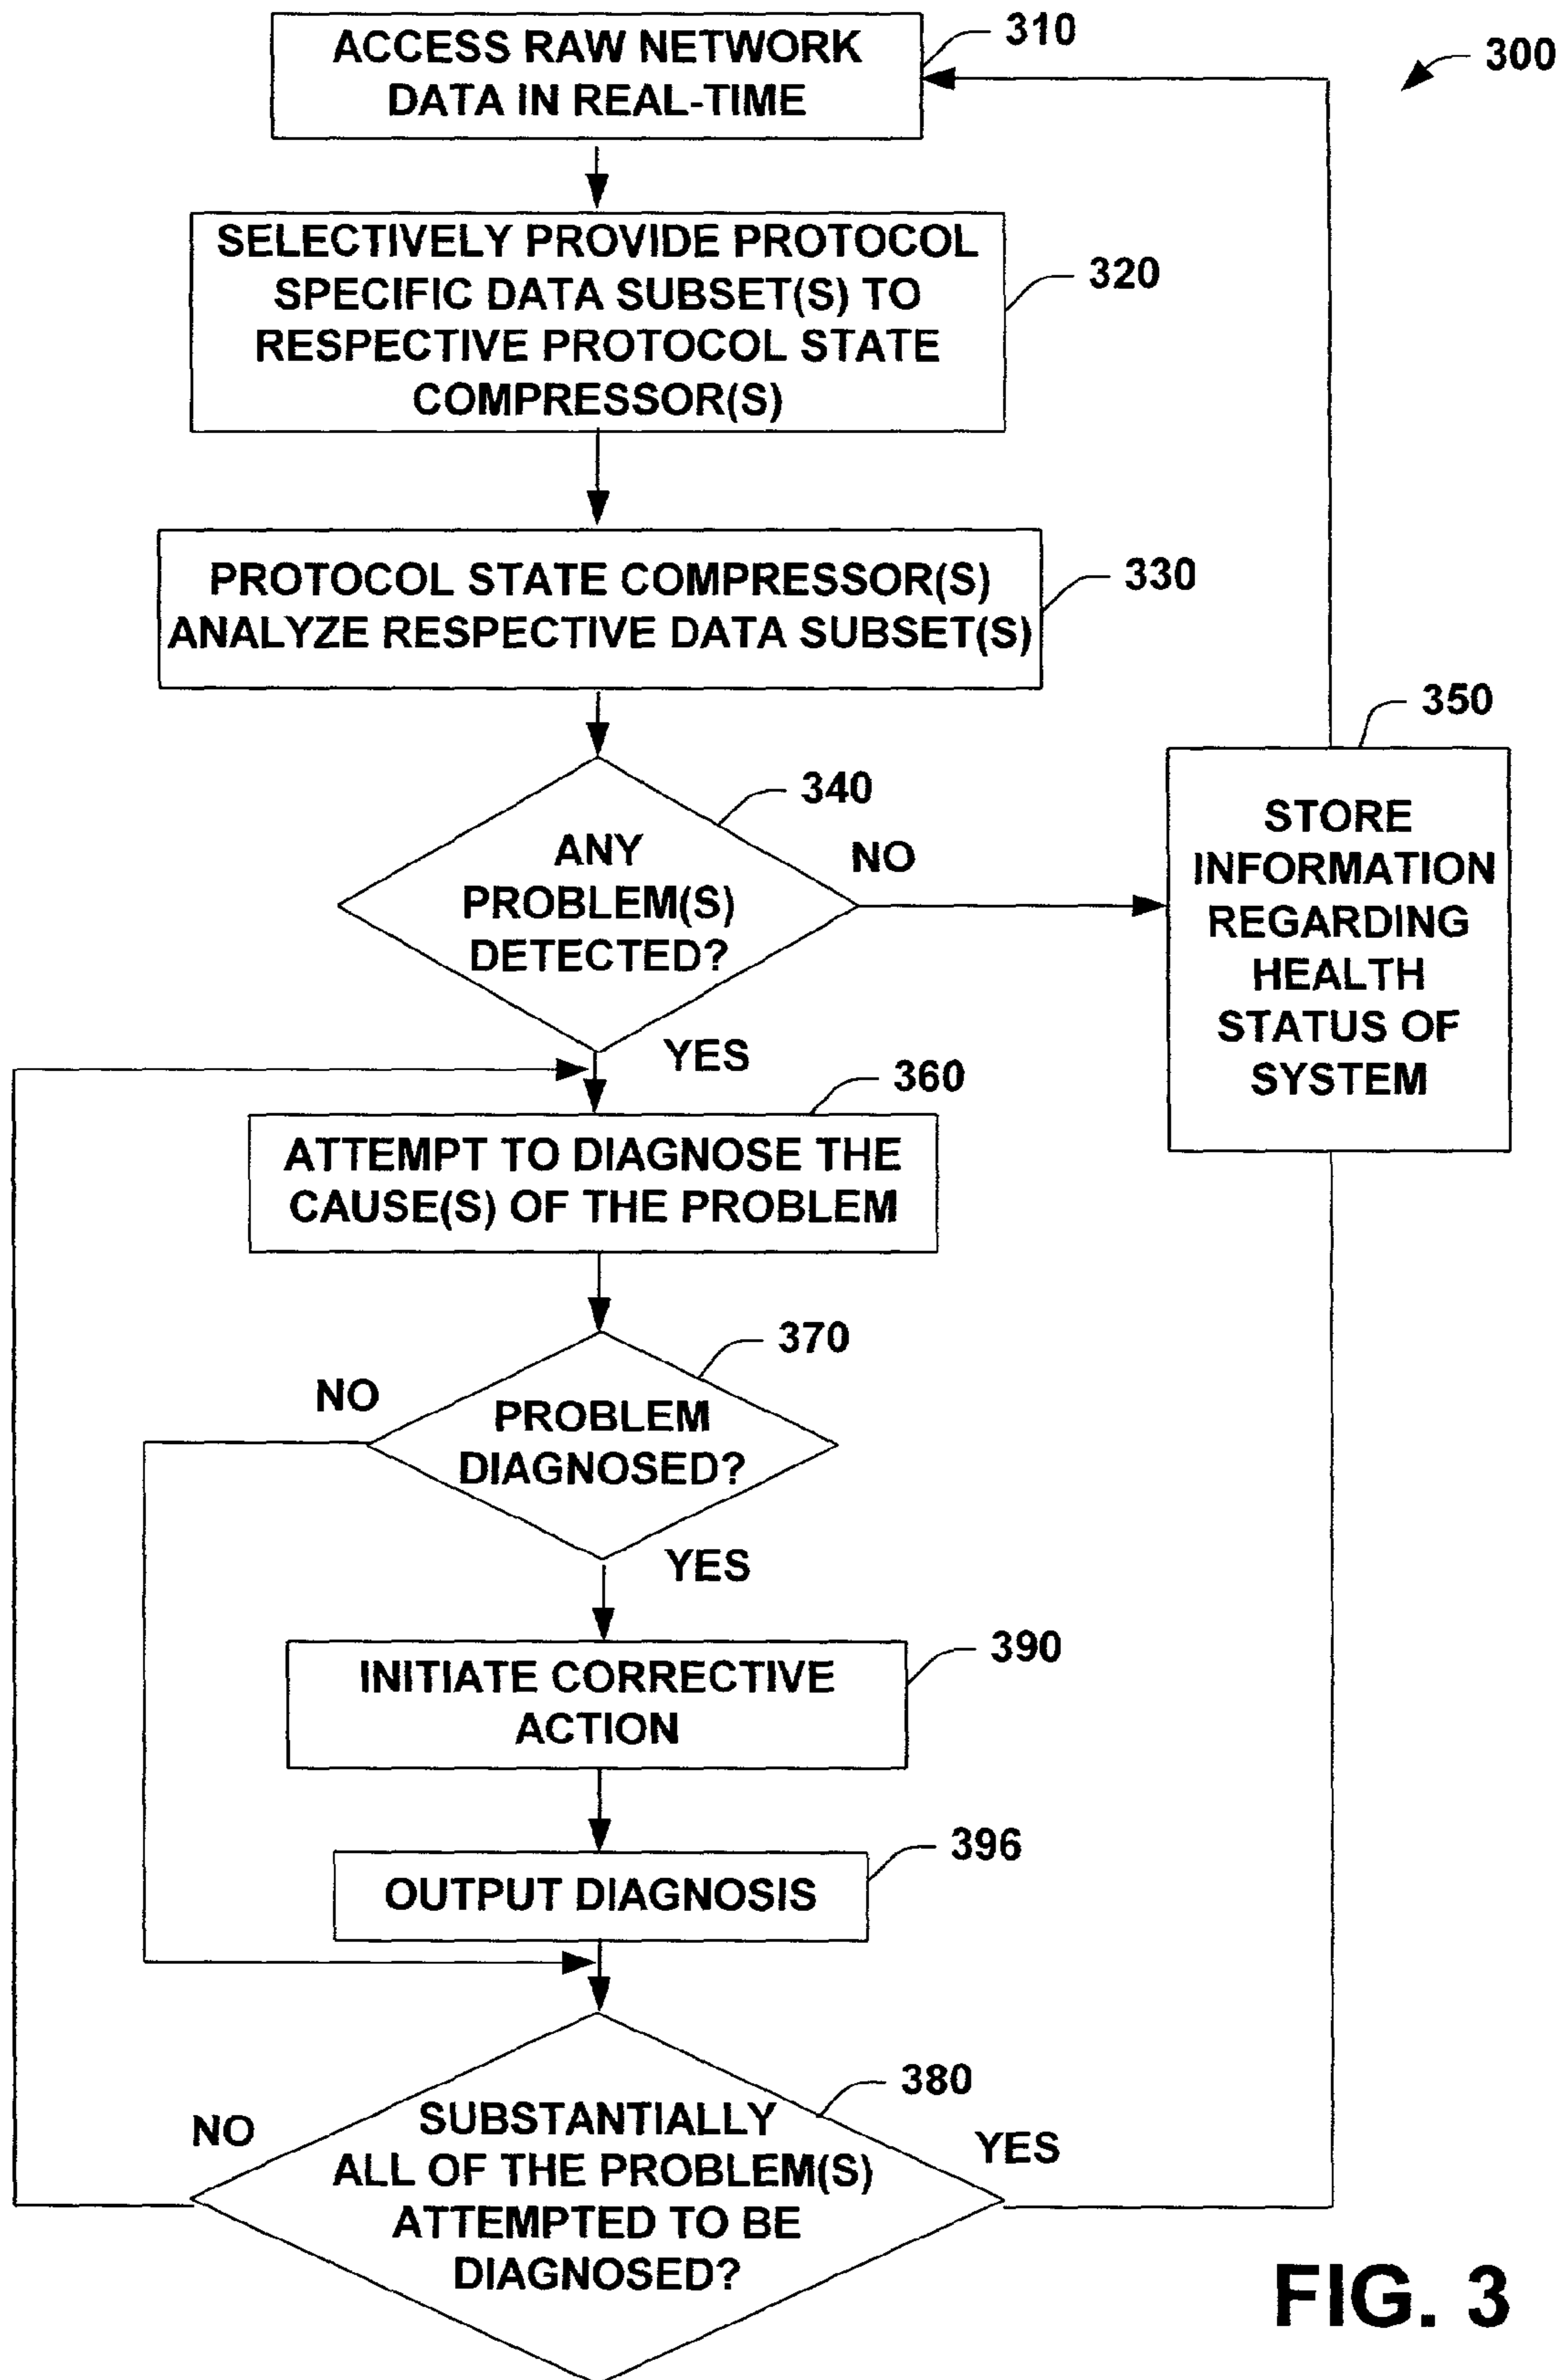 ACCESS RAW NETWORK
DATA IN REAL-TIME
310
300
SELECTIVELY PROVIDE PROTOCOL
SPECIFIC DATA SUBSET(S) TO
RESPECTIVE PROTOCOL STATE
COMPRESSOR(S)
320
PROTOCOL STATE COMPRESSOR(S)
ANALYZE RESPECTIVE DATA SUBSET(S)
330
340
ANY
PROBLEM(S)
DETECTED?
NO
YES
350
STORE
INFORMATION
REGARDING
HEALTH
STATUS OF
SYSTEM
360
ATTEMPT TO DIAGNOSE THE
CAUSE(S) OF THE PROBLEM
370
NO
PROBLEM
DIAGNOSED?
YES
390
INITIATE CORRECTIVE
ACTION
396
OUTPUT DIAGNOSIS
380
NO
SUBSTANTIALLY
ALL OF THE PROBLEM(S)
ATTEMPTED TO BE
DIAGNOSED?
YES
FIG. 3